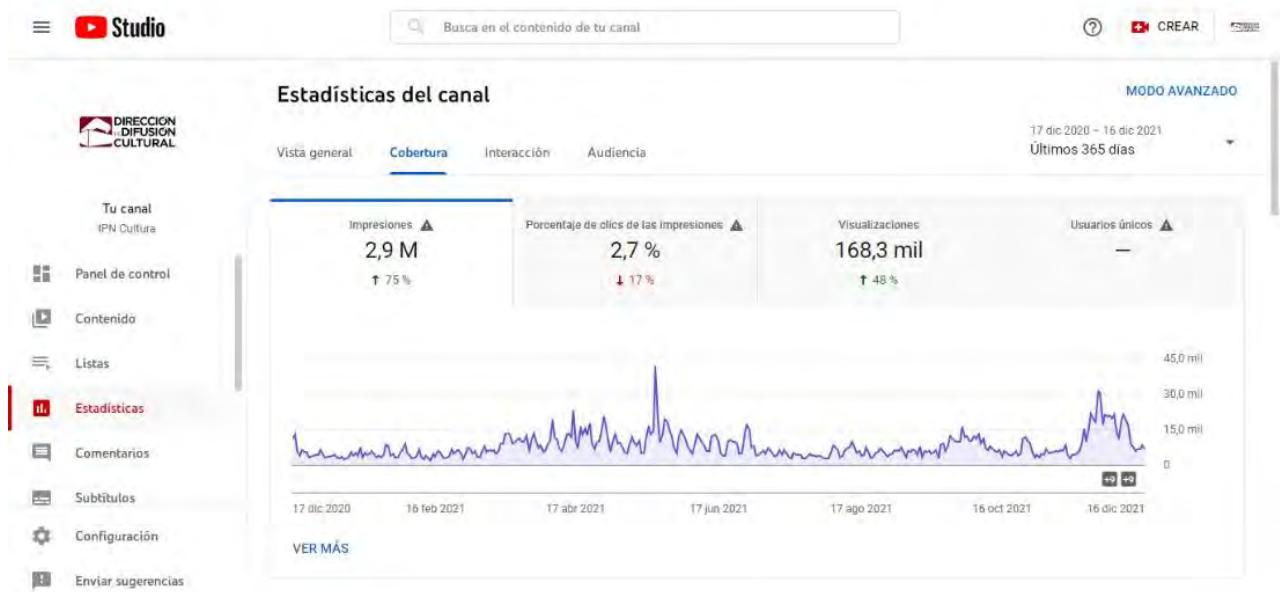 Studio
Busca en el contenido de tu canal
CREAR
DIRECCIÓN
DE DIFUSIÓN
CULTURAL
Tu canal
IPN Cultura
Panel de control
Contenido
Listas
Estadísticas
Comentarios
Subtítulos
Configuración
Enviar sugerencias
Estadísticas del canal
MODO AVANZADO
Vista general Cobertura Interacción Audiencia
17 dic 2020 – 16 dic 2021
Últimos 365 días
Impresiones
2,9 M
↑ 75 %
Porcentaje de clics de las impresiones
2,7 %
↓ 17 %
Visualizaciones
168,3 mil
↑ 48 %
Usuarios únicos
—
45,0 mil
30,0 mil
15,0 mil
0
+9 +9
17 dic 2020 16 feb 2021 17 abr 2021 17 jun 2021 17 ago 2021 16 oct 2021 16 dic 2021
VER MÁS